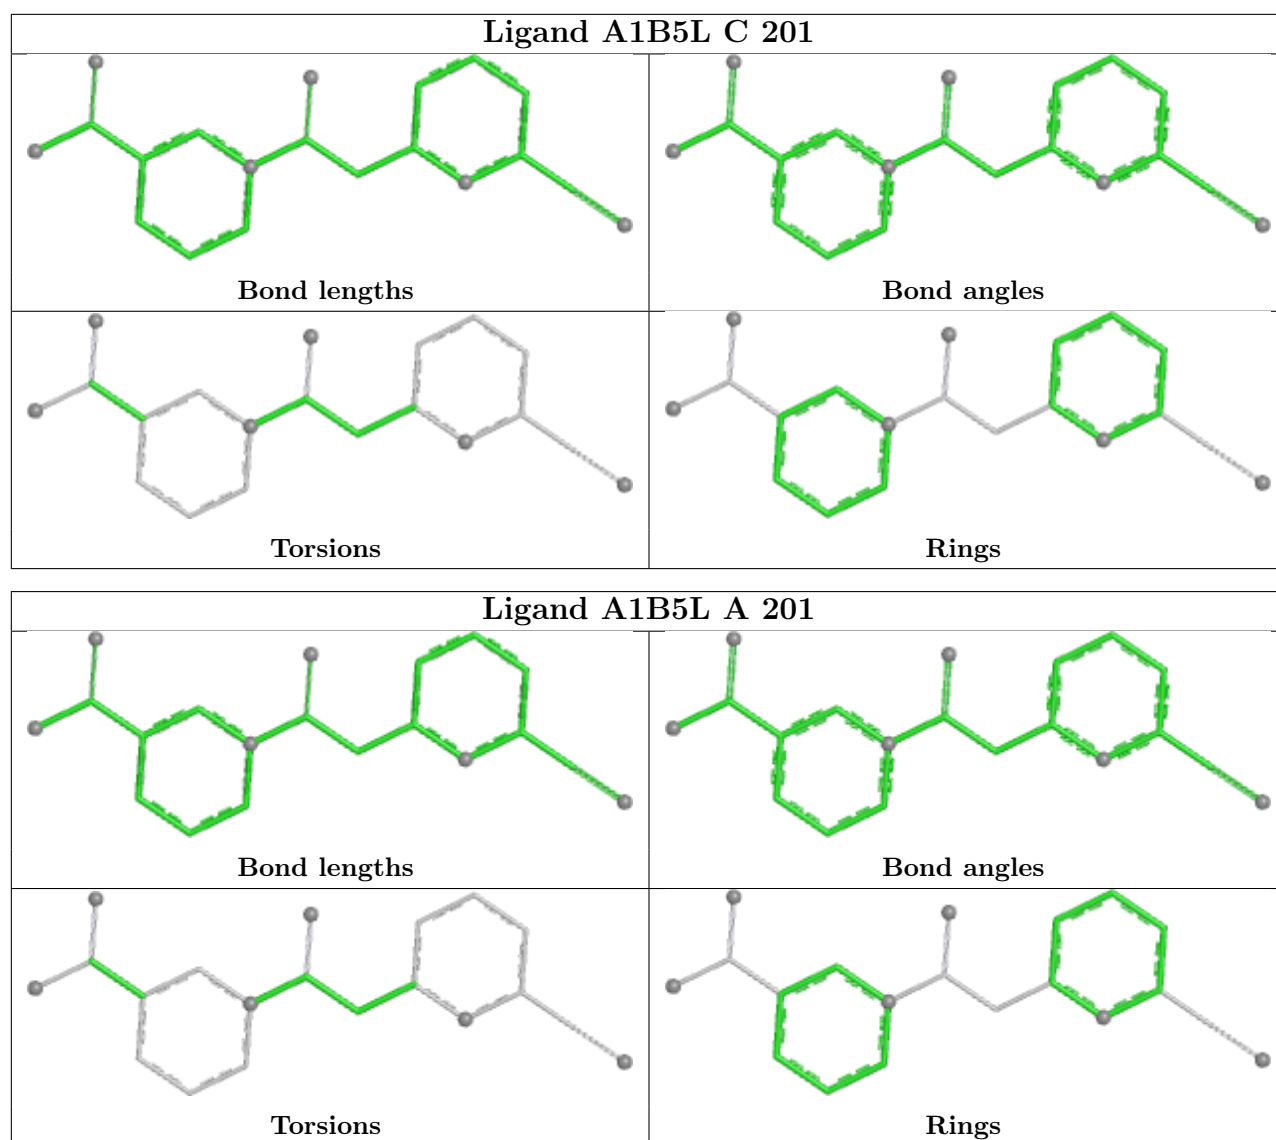 Ligand A1B5L C 201
Bond lengths
Bond angles
Torsions
Rings
Ligand A1B5L A 201
Bond lengths
Bond angles
Torsions
Rings